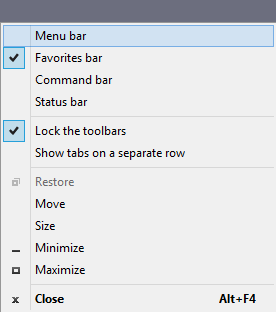 Menu bar
Favorites bar
Command bar
Status bar
Lock the toolbars
Show tabs on a separate row
Restore
Move
Size
Minimize
Maximize
Close Alt+F4